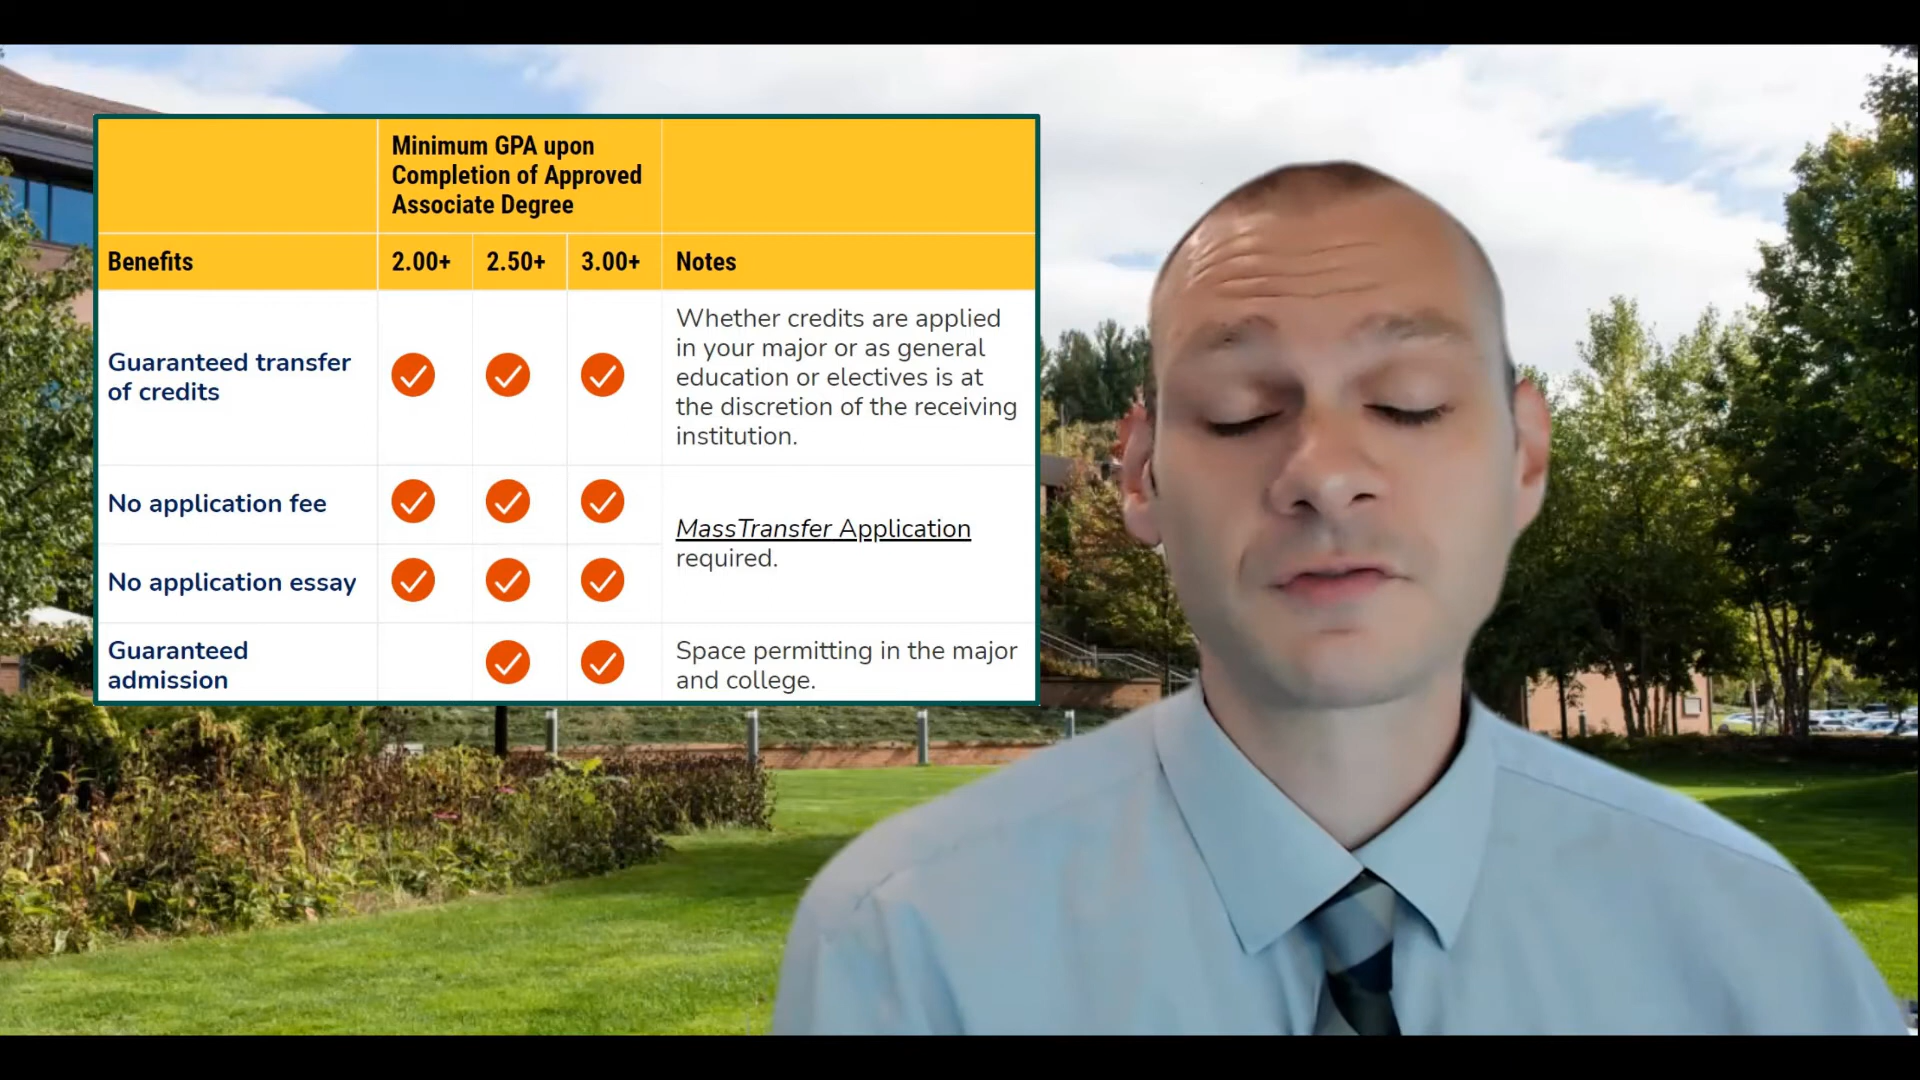 Minimum GPA upon
Completion of Approved
Associate Degree
Benefits 2.00+ 2.50+ 3.00+ Notes
Guaranteed transfer
of credits
Whether credits are applied
in your major or as general
education or electives is at
the discretion of the receiving
institution.
No application fee
MassTransfer Application
required.
No application essay
Guaranteed
admission
Space permitting in the major
and college.